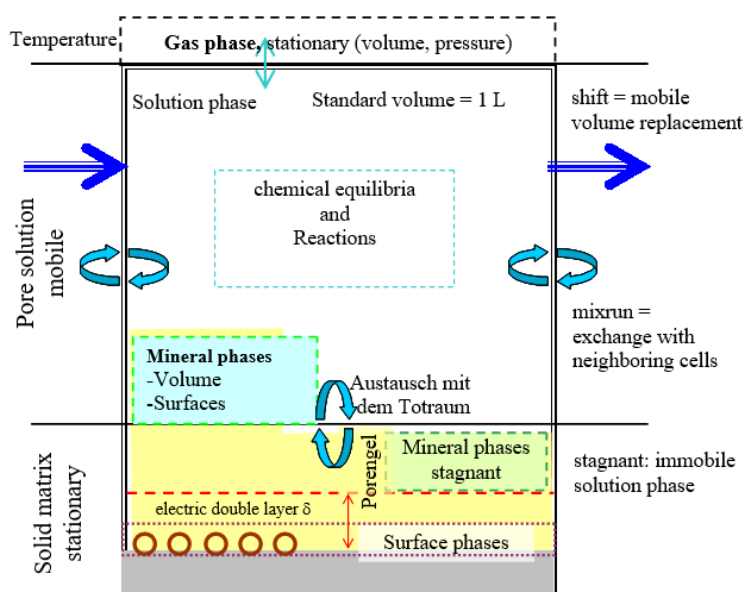 Temperature
Gas phase, stationary (volume, pressure)
Solution phase
Standard volume = 1 L
shift = mobile
volume replacement
chemical equilibria
and
Reactions
Pore solution
mobile
mixrun =
exchange with
neighboring cells
Mineral phases
-Volume
-Surfaces
Austausch mit
dem Totraum
Solid matrix
stationary
Porengel
Mineral phases
stagnant
stagnant: immobile
solution phase
electric double layer δ
Surface phases